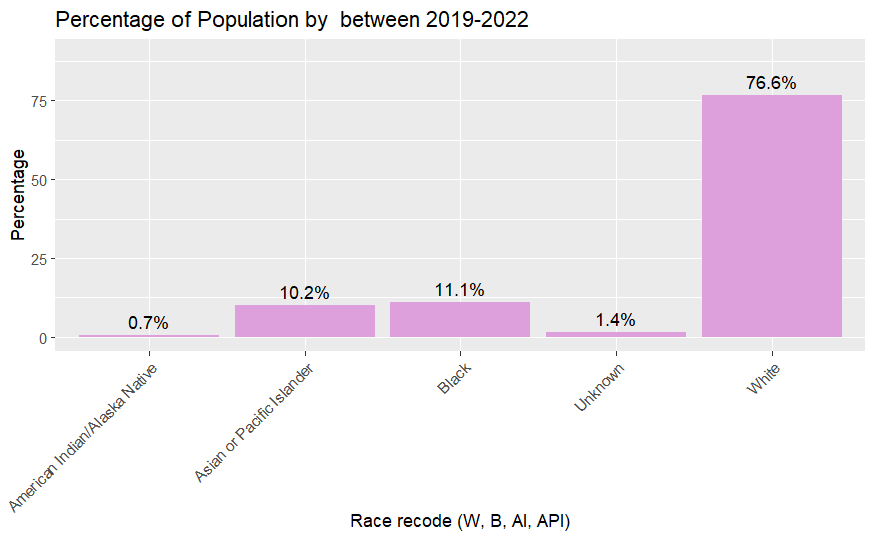 Percentage of Population by  between 2019-2022
Percentage
75
50
25
0
0.7%
10.2%
11.1%
1.4%
76.6%
American Indian/Alaska Native
Asian or Pacific Islander
Black
Unknown
White
Race recode (W, B, AI, API)